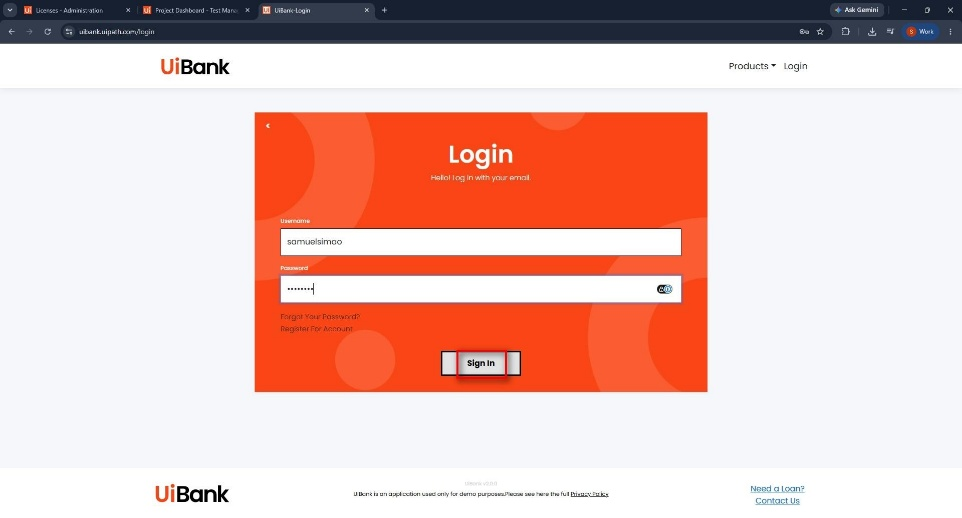 Licenses - Administration
Project Dashboard - Test Mana
UiBank-Login
Ask Gemini
uibank.uipath.com/login
S Work
UiBank
Products
Login
Login
Hello! Log in with your email.
Username
samuelsimao
Password
••••••••
Forgot Your Password?
Register For Account
Sign In
UiBank
UiBank is an application used only for demo purposes.Please see here the full Privacy Policy
Need a Loan?
Contact Us